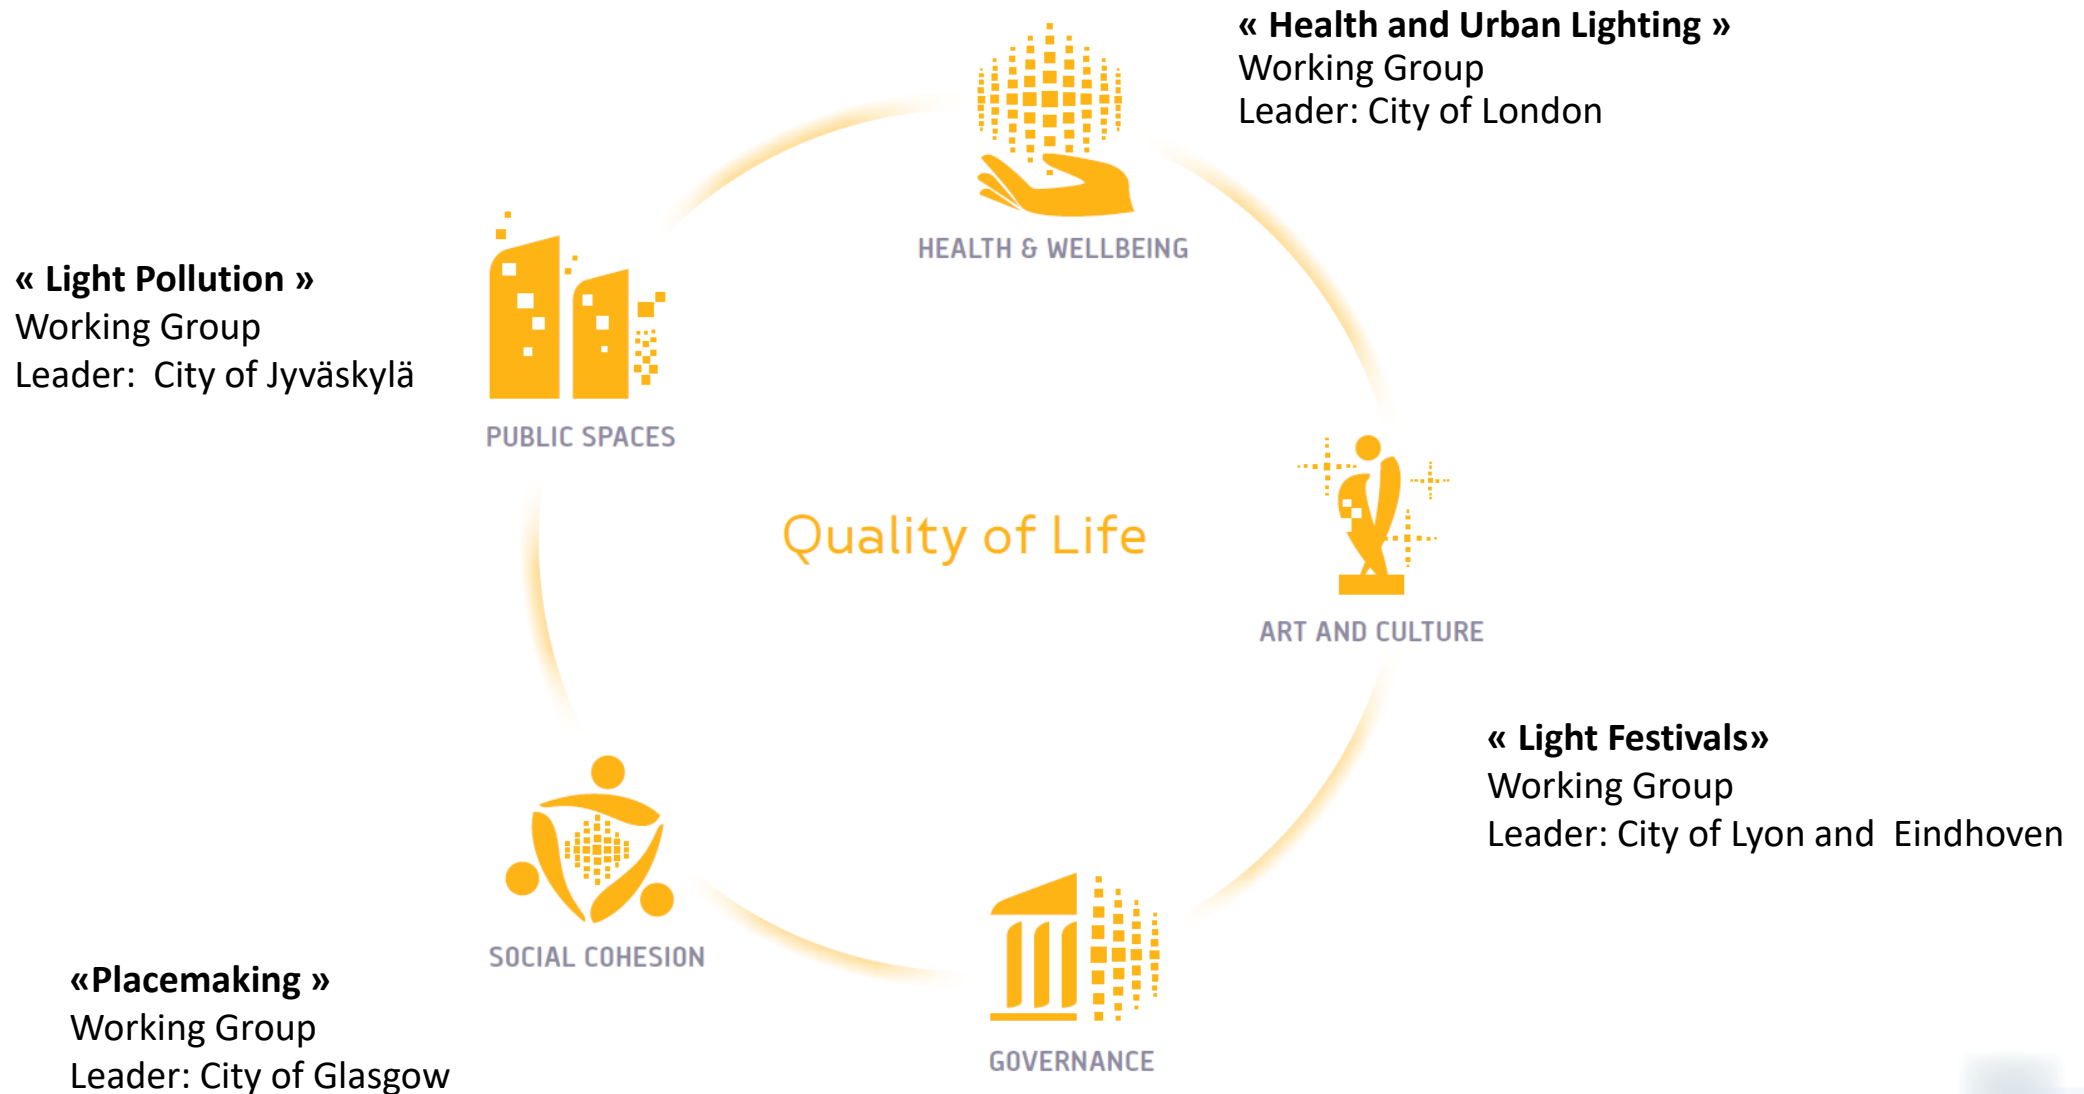 « Health and Urban Lighting »
Working Group
Leader: City of London
HEALTH & WELLBEING
« Light Pollution »
Working Group
Leader:  City of Jyväskylä
PUBLIC SPACES
Quality of Life
ART AND CULTURE
« Light Festivals»
Working Group
Leader: City of Lyon and  Eindhoven
SOCIAL COHESION
«Placemaking »
Working Group
Leader: City of Glasgow
GOVERNANCE